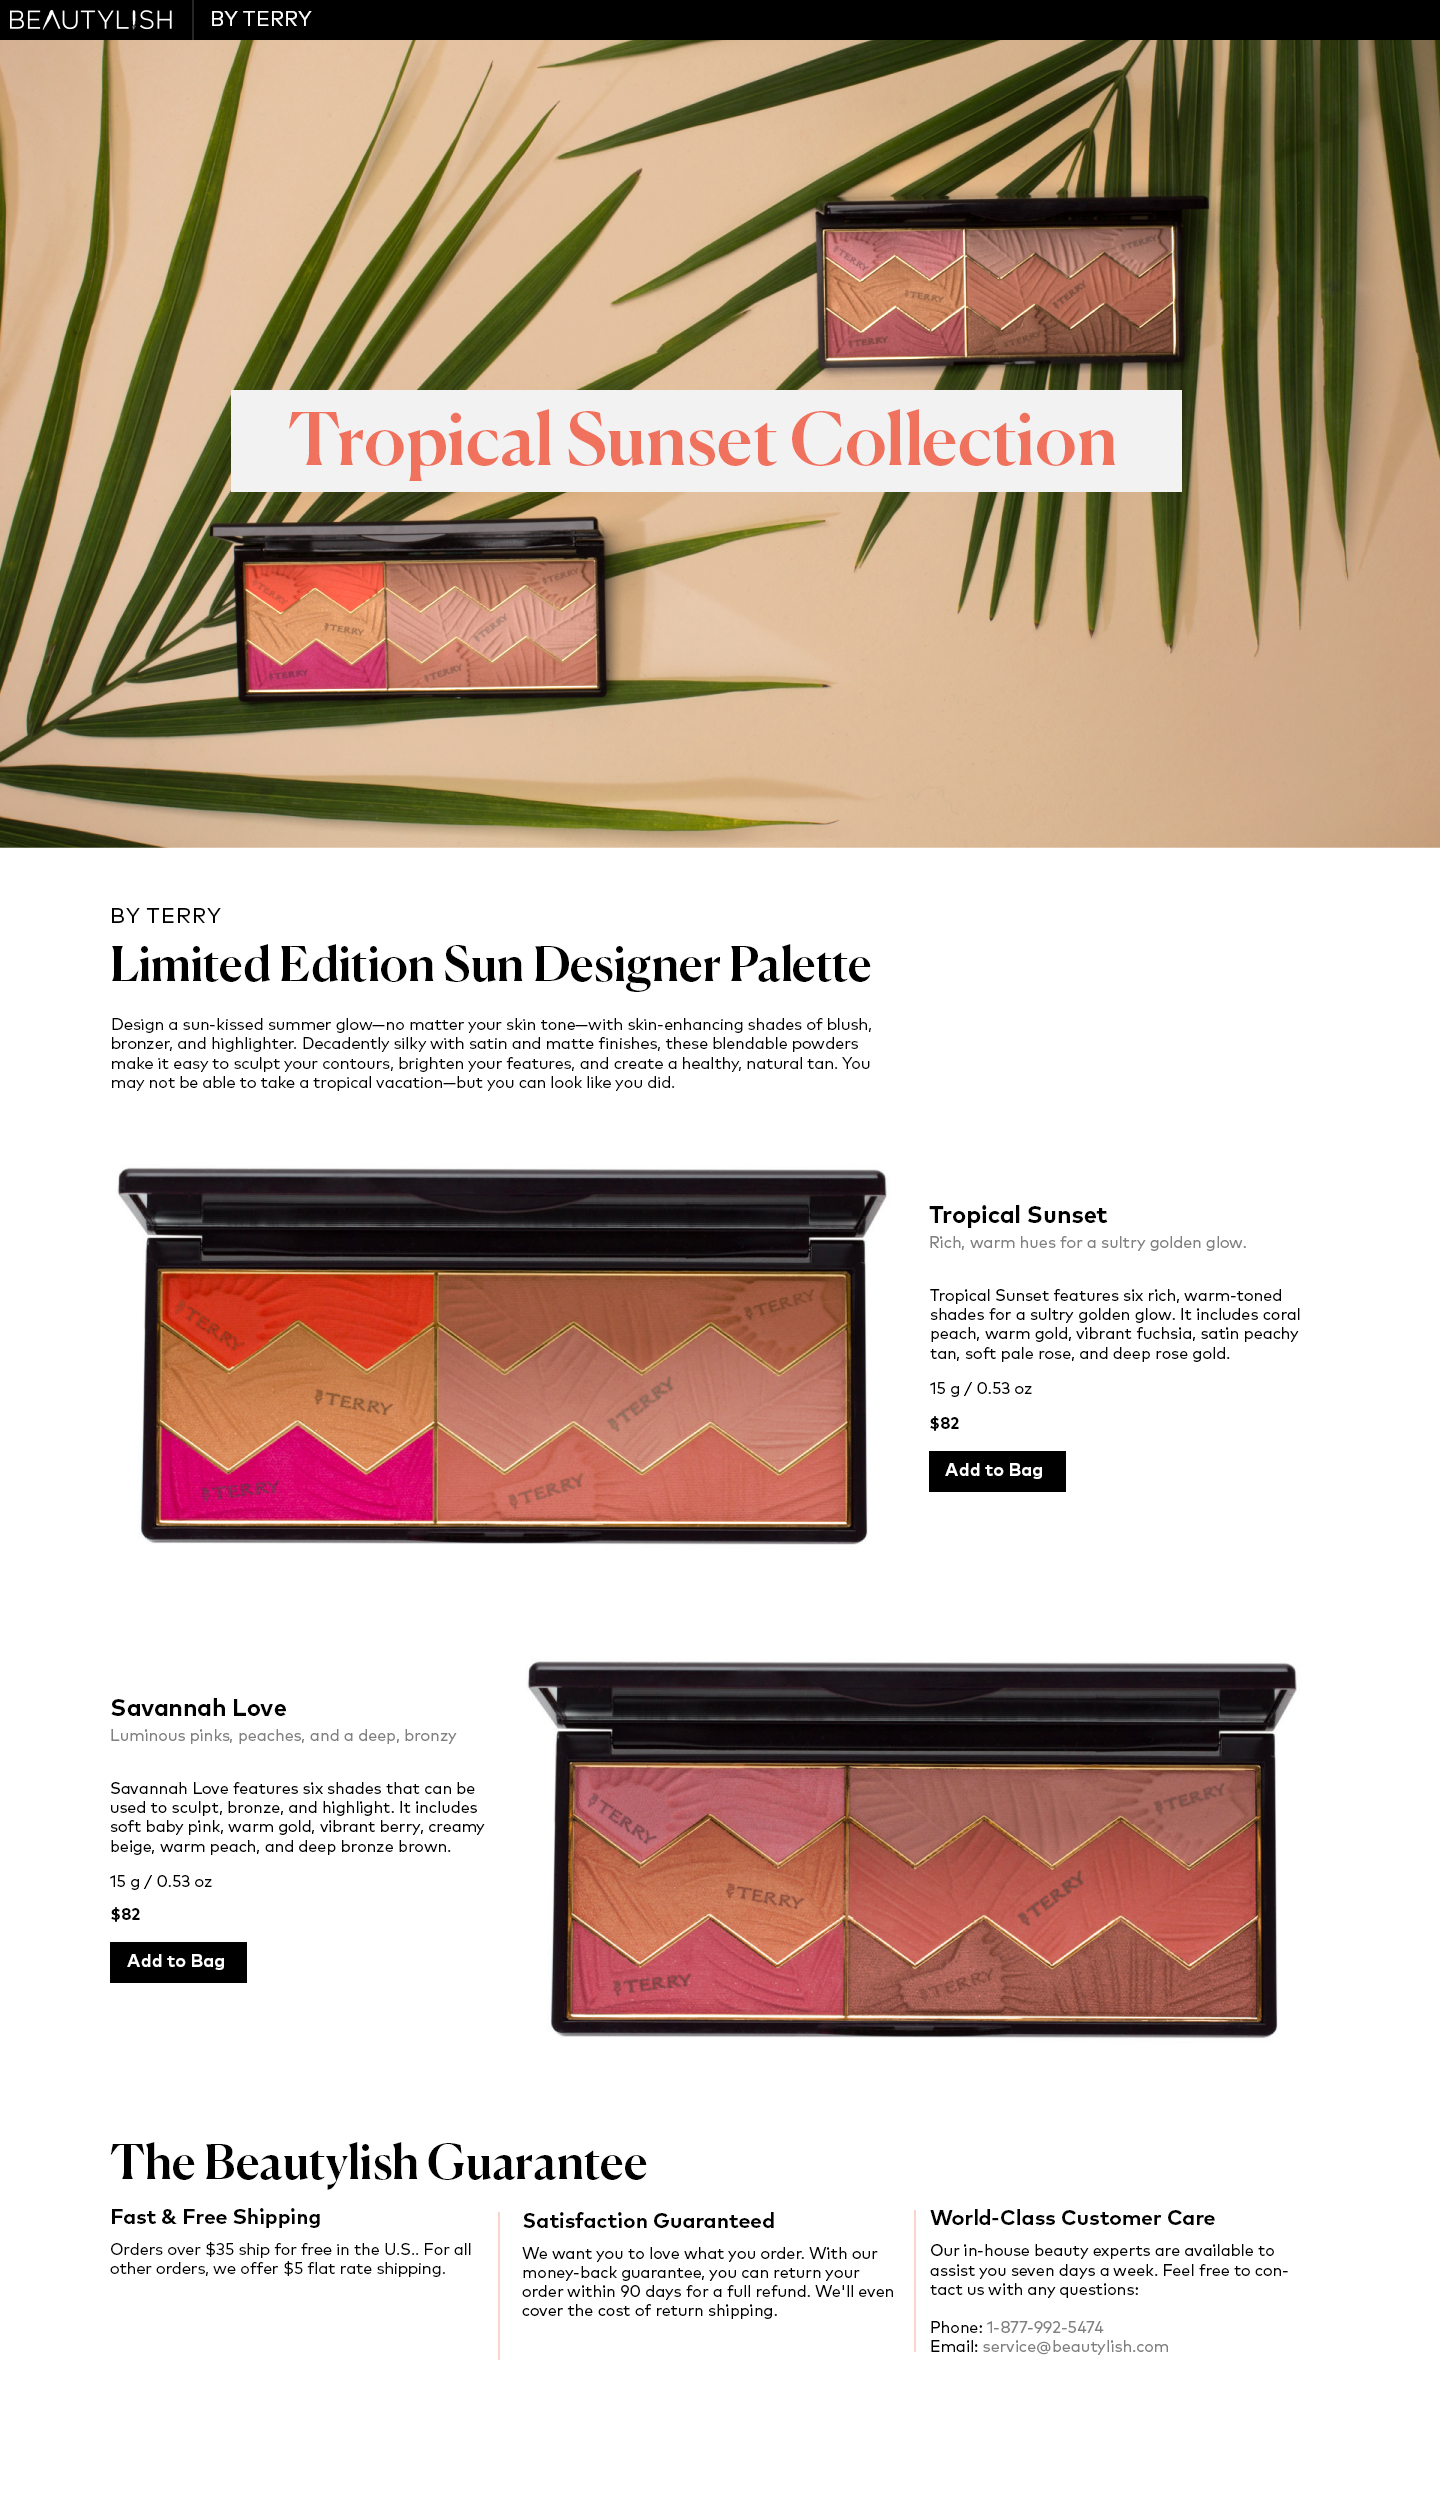 BEAUTYLISH
BY TERRY
TERRY
TERRY
TERRY
TERRY
TERRY
TERRY
Tropical Sunset Collection
TERRY
TERRY
TERRY
TERRY
TERRY
TERRY
BY TERRY
Limited Edition Sun Designer Palette
Design a sun-kissed summer glow—no matter your skin tone—with skin-enhancing shades of blush,
bronzer, and highlighter. Decadently silky with satin and matte finishes, these blendable powders
make it easy to sculpt your contours, brighten your features, and create a healthy, natural tan. You
may not be able to take a tropical vacation—but you can look like you did.
TERRY
TERRY
TERRY
TERRY
TERRY
TERRY
Tropical Sunset
Rich, warm hues for a sultry golden glow.
Tropical Sunset features six rich, warm-toned
shades for a sultry golden glow. It includes coral
peach, warm gold, vibrant fuchsia, satin peachy
tan, soft pale rose, and deep rose gold.
15 g / 0.53 oz
$82
Add to Bag
Savannah Love
Luminous pinks, peaches, and a deep, bronzy
Savannah Love features six shades that can be
used to sculpt, bronze, and highlight. It includes
soft baby pink, warm gold, vibrant berry, creamy
beige, warm peach, and deep bronze brown.
15 g / 0.53 oz
$82
Add to Bag
TERRY
TERRY
TERRY
TERRY
TERRY
TERRY
The Beautylish Guarantee
Fast & Free Shipping
Orders over $35 ship for free in the U.S.. For all
other orders, we offer $5 flat rate shipping.
Satisfaction Guaranteed
We want you to love what you order. With our
money-back guarantee, you can return your
order within 90 days for a full refund. We'll even
cover the cost of return shipping.
World-Class Customer Care
Our in-house beauty experts are available to
assist you seven days a week. Feel free to con-
tact us with any questions:
Phone: 1-877-992-5474
Email: service@beautylish.com